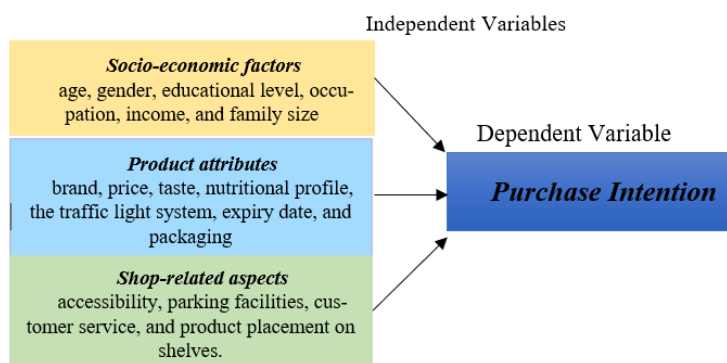 Independent Variables
Socio-economic factors
age, gender, educational level, occu-
pation, income, and family size
Product attributes
brand, price, taste, nutritional profile,
the traffic light system, expiry date, and
packaging
Shop-related aspects
accessibility, parking facilities, cus-
tomer service, and product placement on
shelves.
Dependent Variable
Purchase Intention